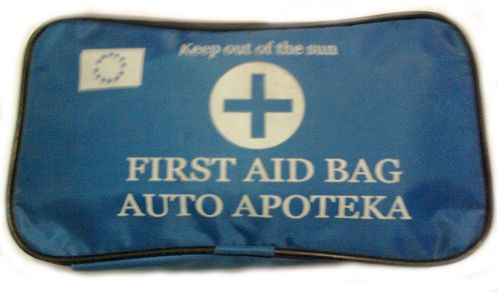 Keep out of the sun
FIRST AID BAG
AUTO APOTEKA